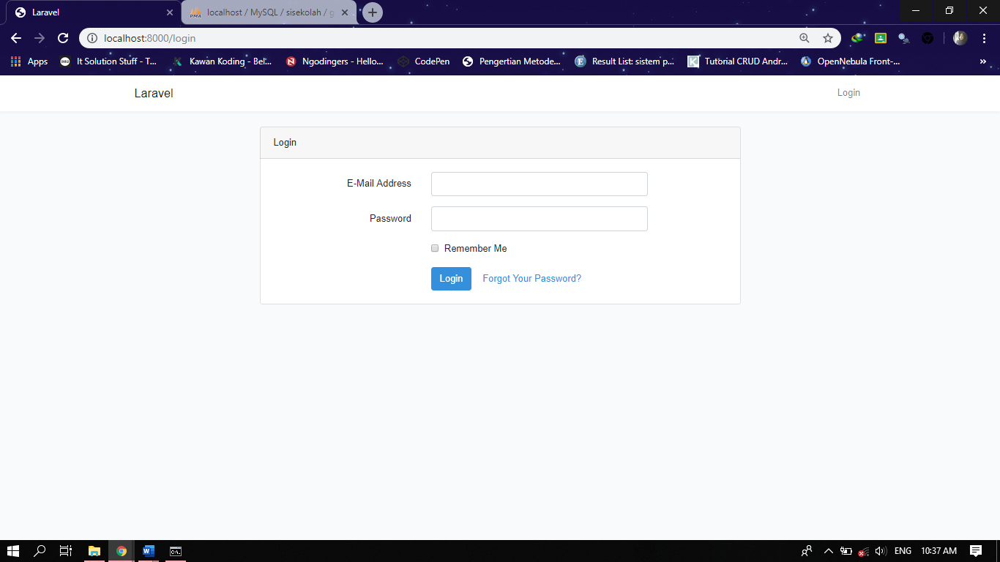 Laravel
localhost / MySQL / sisekolah / g
localhost:8000/login
Apps
It Solution Stuff - T...
Kawan Koding - Bel...
Ngodingers - Hello...
CodePen
Pengertian Metode...
Result List: sistem p...
Tutorial CRUD Andr...
OpenNebula Front-...
»
Laravel
Login
Login
E-Mail Address
Password
Remember Me
Login
Forgot Your Password?
ENG
10:37 AM